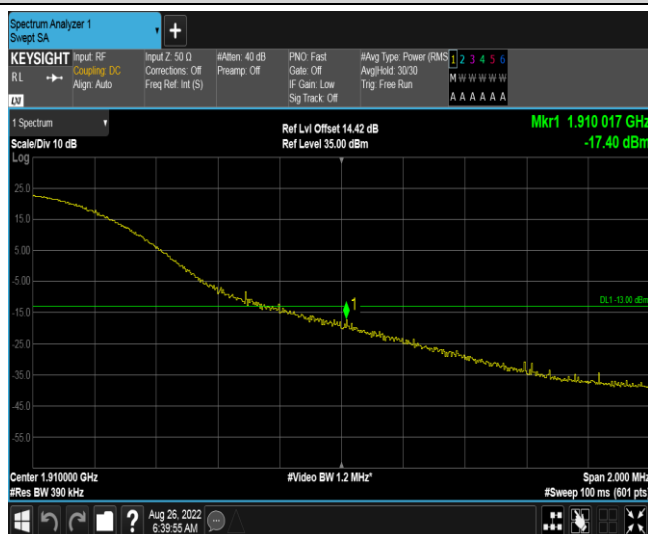 Spectrum Analyzer 1
Swept SA
+
KEYSIGHT
RL
LXI
Input: RF
Coupling: DC
Align: Auto
Input Z: 50 Ω
Corrections: Off
Freq Ref: Int (S)
#Atten: 40 dB
Preamp: Off
PNO: Fast
Gate: Off
IF Gain: Low
Sig Track: Off
#Avg Type: Power (RMS
Avg|Hold: 30/30
Trig: Free Run
1 2 3 4 5 6
M W W W W W
A A A A A A
1 Spectrum
Scale/Div 10 dB
Ref Lvl Offset 14.42 dB
Ref Level 35.00 dBm
Mkr1 1.910 017 GHz
-17.40 dBm
Log
25.0
15.0
5.00
-5.00
-15.0
-25.0
-35.0
-45.0
-55.0
1
DL1 -13.00 dBm
Center 1.910000 GHz
#Res BW 390 kHz
#Video BW 1.2 MHz*
Span 2.000 MHz
#Sweep 100 ms (601 pts)
?
Aug 26, 2022
6:39:55 AM